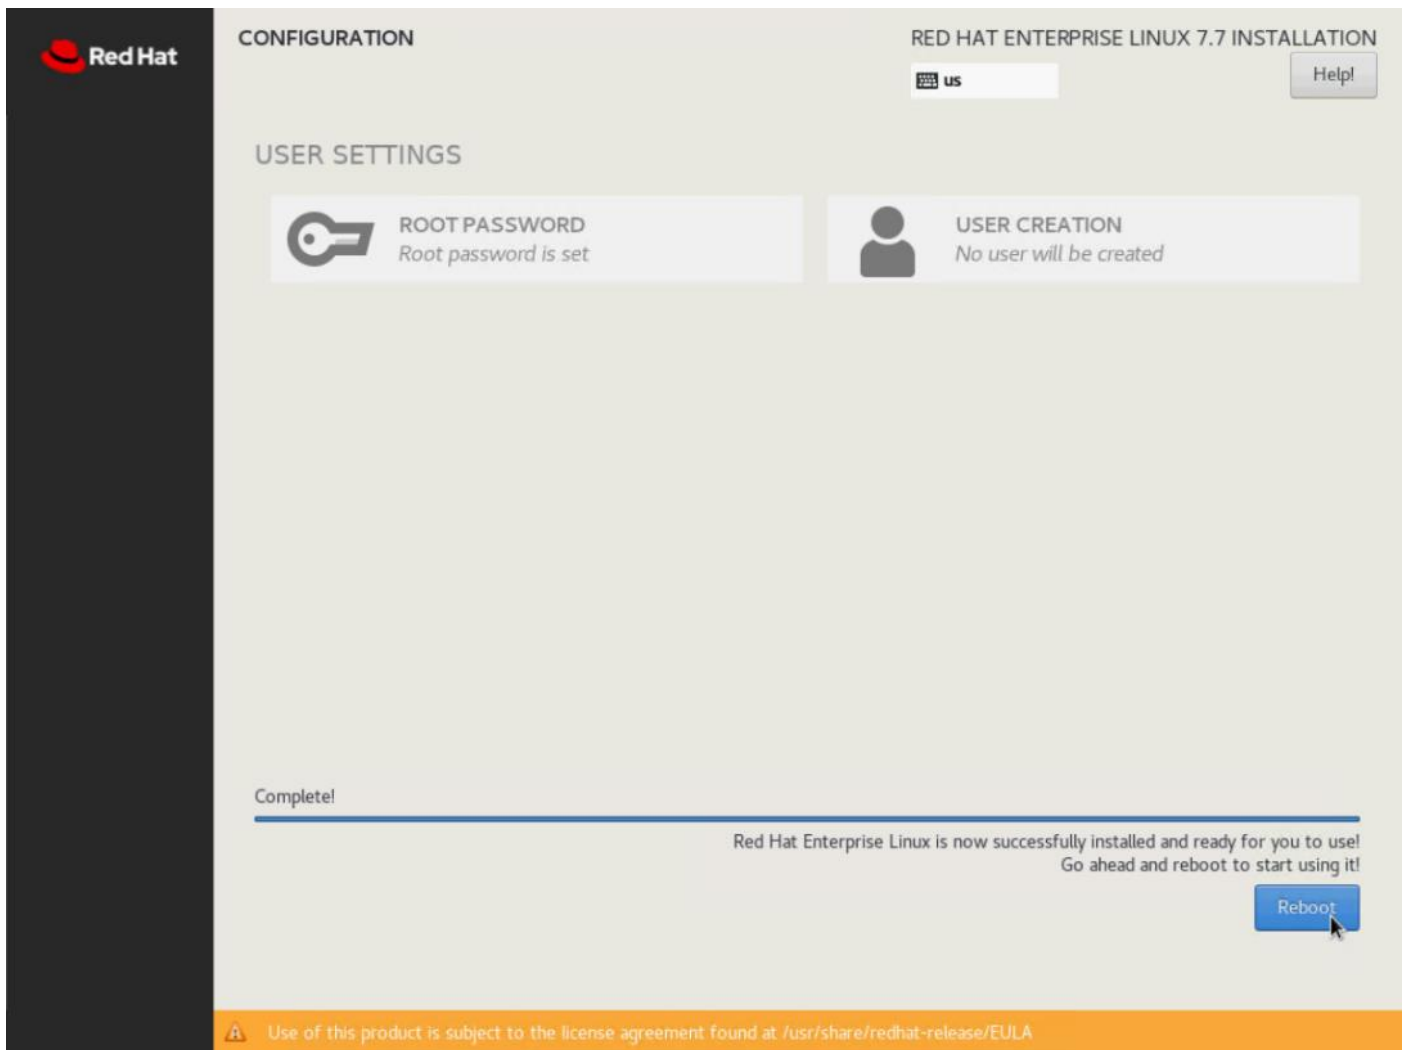 Red Hat
CONFIGURATION
RED HAT ENTERPRISE LINUX 7.7 INSTALLATION
us
Help!
USER SETTINGS
ROOT PASSWORD
Root password is set
USER CREATION
No user will be created
Complete!
Red Hat Enterprise Linux is now successfully installed and ready for you to use!
Go ahead and reboot to start using it!
Reboot
Use of this product is subject to the license agreement found at /usr/share/redhat-release/EULA